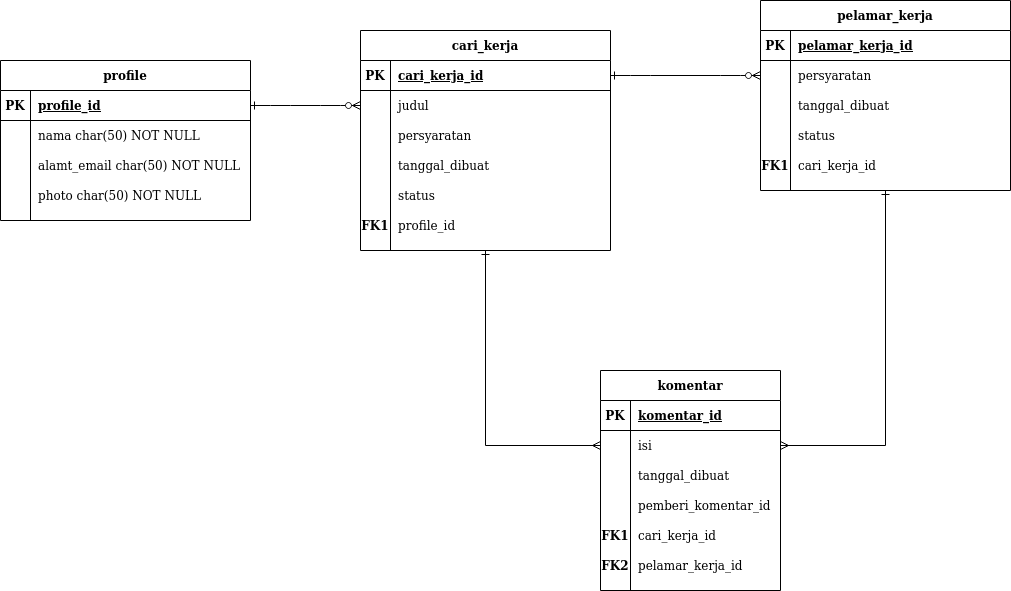 profile
PK profile_id
nama char(50) NOT NULL
alamt_email char(50) NOT NULL
photo char(50) NOT NULL
cari_kerja
PK cari_kerja_id
judul
persyaratan
tanggal_dibuat
status
FK1 profile_id
pelamar_kerja
PK pelamar_kerja_id
persyaratan
tanggal_dibuat
status
FK1 cari_kerja_id
komentar
PK komentar_id
isi
tanggal_dibuat
pemberi_komentar_id
FK1 cari_kerja_id
FK2 pelamar_kerja_id